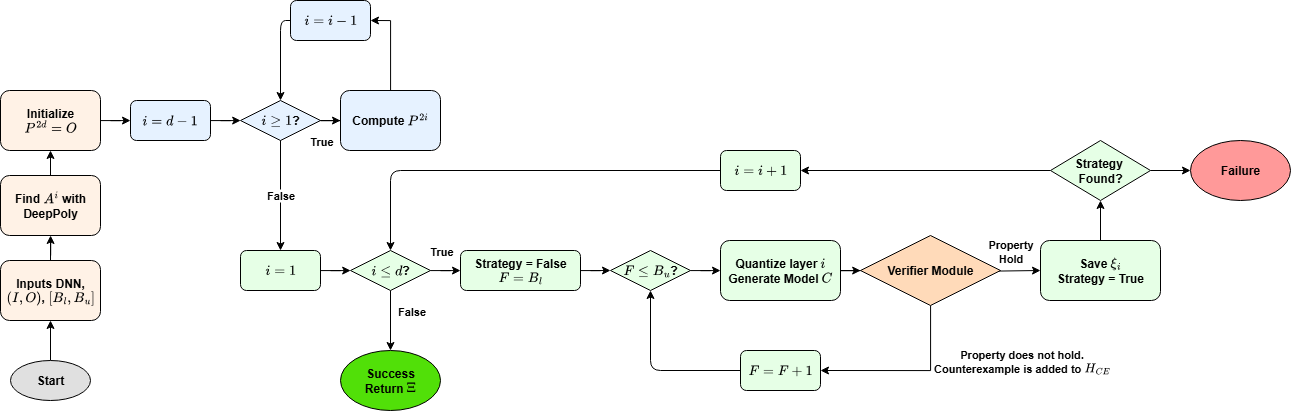 i = i − 1
Initialize
P^{2d} = O
i = d − 1
i ≥ 1?
True
Compute P^{2i}
Find A^i with
DeepPoly
False
Inputs DNN,
(I, O), [B_l, B_u]
Start
i = i + 1
Strategy
Found?
Failure
i = 1
i ≤ d?
True
Strategy = False
F = B_l
F ≤ B_u?
Quantize layer i
Generate Model C
Verifier Module
Property
Hold
Save ξ_i
Strategy = True
False
Success
Return Ξ
F = F + 1
Property does not hold.
Counterexample is added to H_{CE}